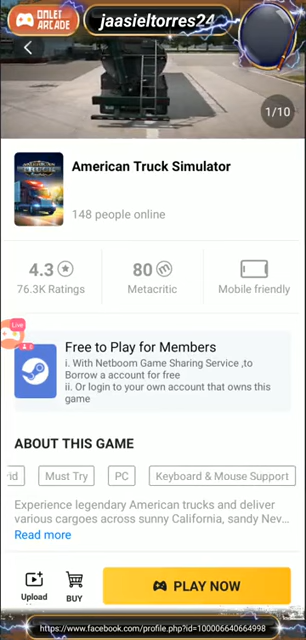 OMLET
ARCADE
jaasieltorres24
1/10
American Truck Simulator
148 people online
4.3
80
76.3K Ratings
Metacritic
Mobile friendly
Live
Free to Play for Members
i. With Netboom Game Sharing Service ,to
Borrow a account for free
ii. Or login to your own account that owns this
game
ABOUT THIS GAME
Must Try
PC
Keyboard & Mouse Support
Experience legendary American trucks and deliver
various cargoes across sunny California, sandy Nev...
Read more
Upload
BUY
PLAY NOW
https://www.facebook.com/profile.php?id=100006640664998